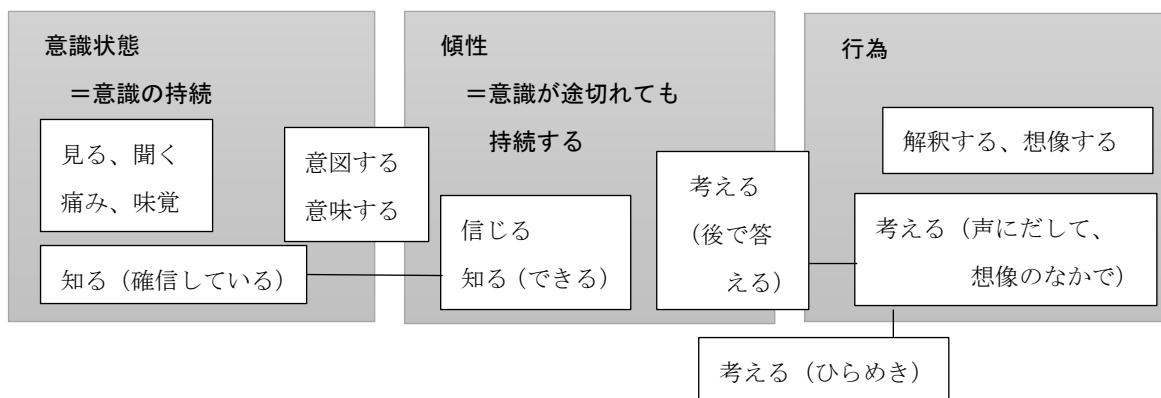 意識状態
＝意識の持続
見る、聞く
痛み、味覚
知る（確信している）
意図する
意味する
傾性
＝意識が途切れても
持続する
信じる
知る（できる）
考える
（後で答
える）
行為
解釈する、想像する
考える（声にだして、
想像のなかで）
考える（ひらめき）